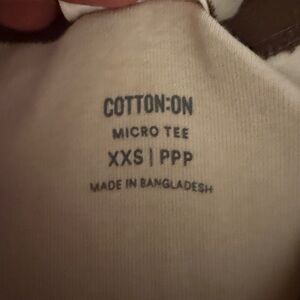 COTTON:ON
MICRO TEE
XXS | PPP
MADE IN BANGLADESH